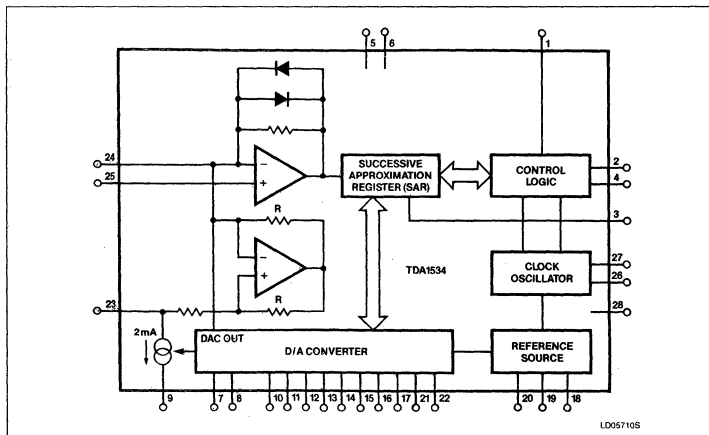 5 6 1
24
25
−
+
SUCCESSIVE
APPROXIMATION
REGISTER (SAR)
CONTROL
LOGIC
2
4
3
R
−
+
R
TDA1534
CLOCK
OSCILLATOR
27
26
28
23
2mA
DAC OUT
D/A CONVERTER
REFERENCE
SOURCE
9 7 8 10 11 12 13 14 15 16 17 21 22 20 19 18
LD05710S